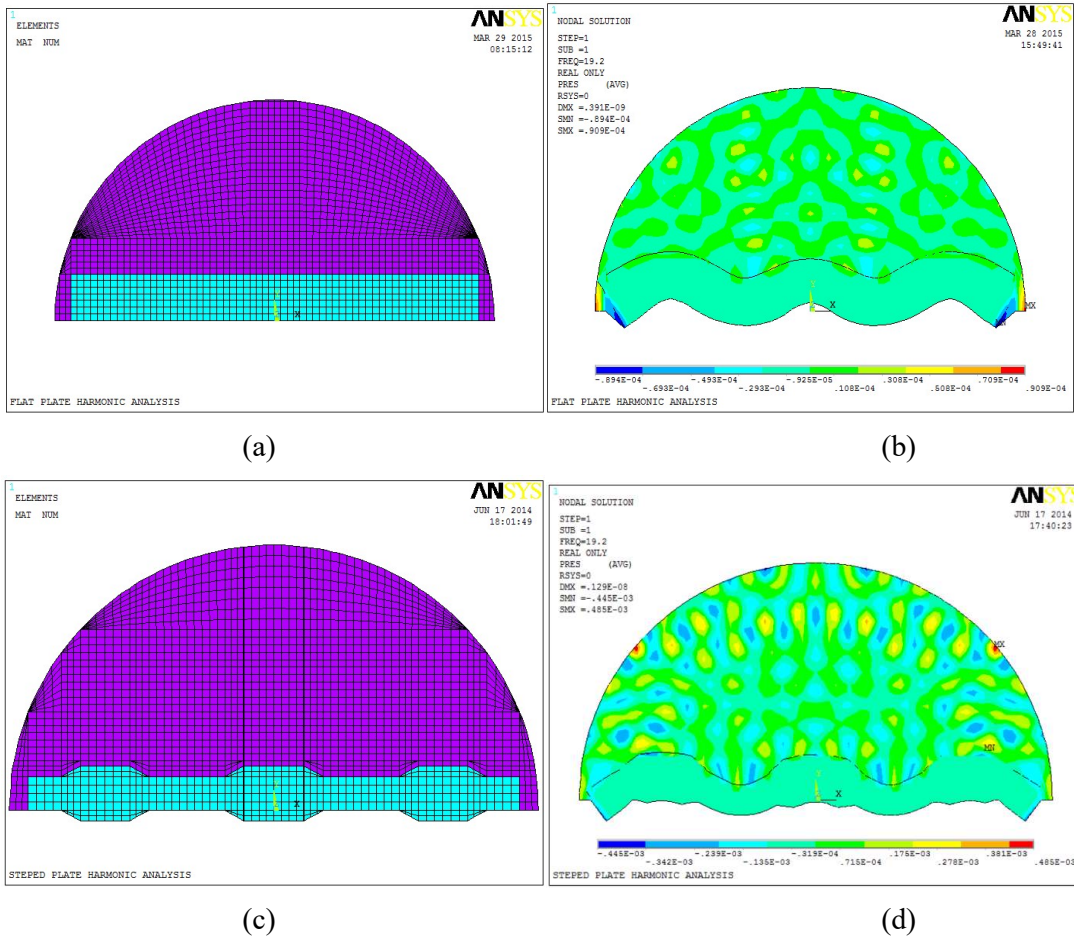 1
ELEMENTS
MAT NUM
ANSYS
MAR 29 2015
08:15:12
Y
X
FLAT PLATE HARMONIC ANALYSIS
(a)
1
NODAL SOLUTION
STEP=1
SUB =1
FREQ=19.2
REAL ONLY
PRES (AVG)
RSYS=0
DMX =.391E-09
SMN =-.894E-04
SMX =.909E-04
ANSYS
MAR 28 2015
15:49:41
Y
X
MX
MN
-.894E-04 -.493E-04 -.925E-05 .308E-04 .709E-04
-.693E-04 -.293E-04 .108E-04 .508E-04 .909E-04
FLAT PLATE HARMONIC ANALYSIS
(b)
1
ELEMENTS
MAT NUM
ANSYS
JUN 17 2014
18:01:49
Y
X
STEPED PLATE HARMONIC ANALYSIS
(c)
1
NODAL SOLUTION
STEP=1
SUB =1
FREQ=19.2
REAL ONLY
PRES (AVG)
RSYS=0
DMX =.129E-08
SMN =-.445E-03
SMX =.485E-03
ANSYS
JUN 17 2014
17:40:23
MX
MN
Y
X
-.445E-03 -.239E-03 -.319E-04 .175E-03 .381E-03
-.342E-03 -.135E-03 .715E-04 .278E-03 .485E-03
STEPED PLATE HARMONIC ANALYSIS
(d)